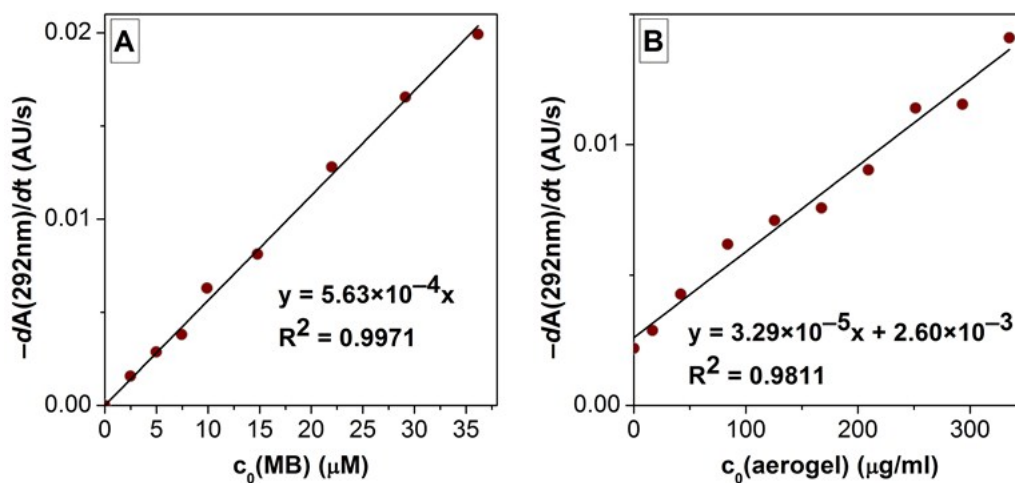 A
−dA(292nm)/dt (AU/s)
0.02
0.01
0.00
y = 5.63×10⁻⁴x
R² = 0.9971
0 5 10 15 20 25 30 35
c₀(MB) (μM)
B
−dA(292nm)/dt (AU/s)
0.01
0.00
y = 3.29×10⁻⁵x + 2.60×10⁻³
R² = 0.9811
0 100 200 300
c₀(aerogel) (μg/ml)